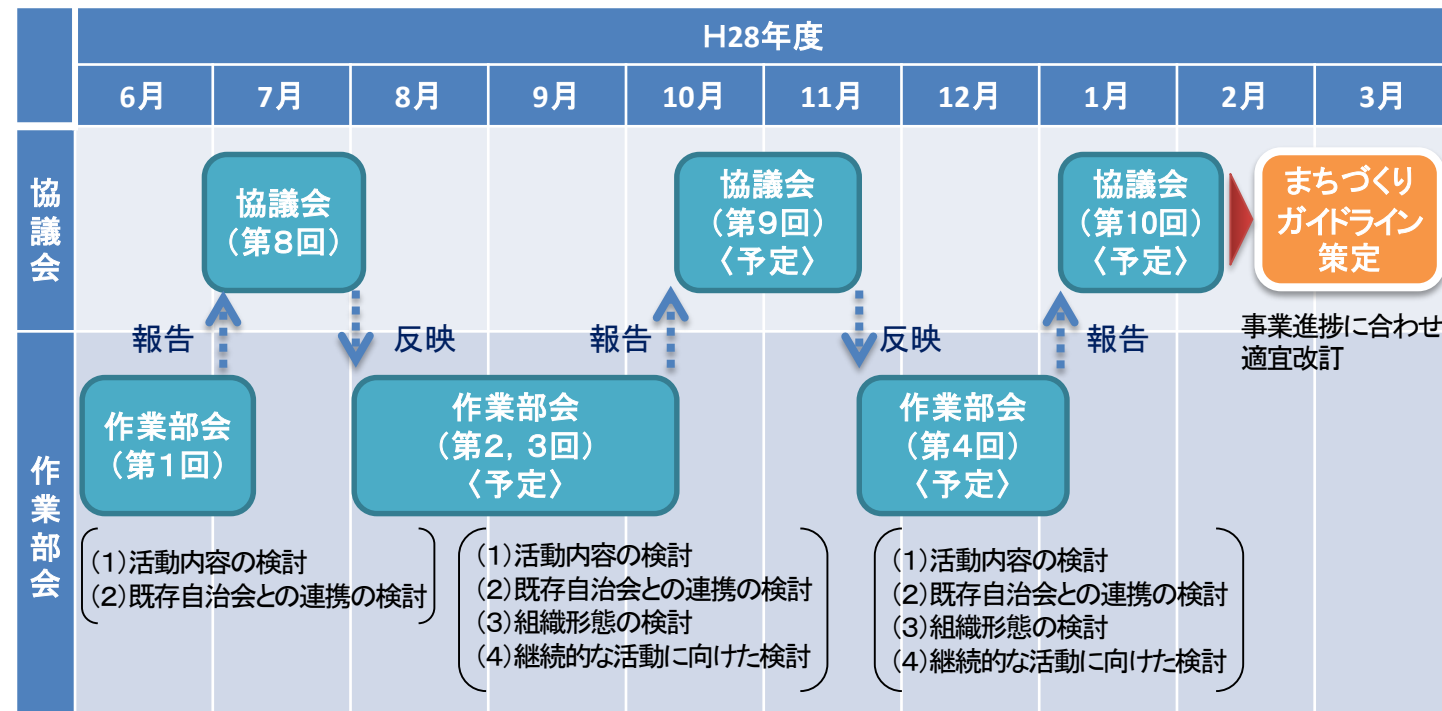 H28年度
6月
7月
8月
9月
10月
11月
12月
1月
2月
3月
協議会
協議会
（第８回）
協議会
（第９回）
〈予定〉
協議会
（第10回）
〈予定〉
まちづくり
ガイドライン
策定
報告
反映
報告
反映
報告
事業進捗に合わせ
適宜改訂
作業部会
作業部会
（第１回）
作業部会
（第２，３回）
〈予定〉
作業部会
（第４回）
〈予定〉
（１）活動内容の検討
（２）既存自治会との連携の検討
（１）活動内容の検討
（２）既存自治会との連携の検討
（３）組織形態の検討
（４）継続的な活動に向けた検討
（１）活動内容の検討
（２）既存自治会との連携の検討
（３）組織形態の検討
（４）継続的な活動に向けた検討